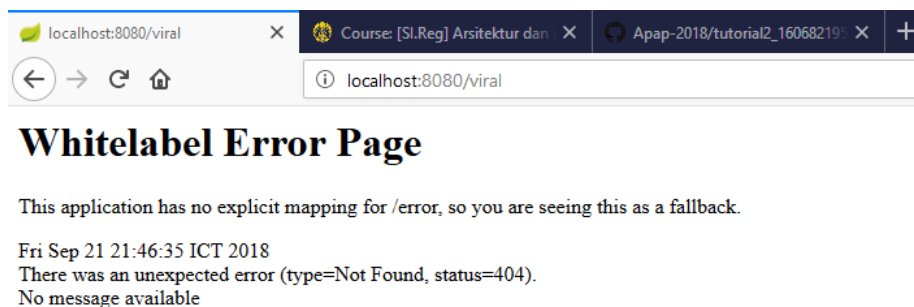 localhost:8080/viral
Course: [SI.Reg] Arsitektur dan
Apap-2018/tutorial2_160682195
localhost:8080/viral
Whitelabel Error Page
This application has no explicit mapping for /error, so you are seeing this as a fallback.
Fri Sep 21 21:46:35 ICT 2018
There was an unexpected error (type=Not Found, status=404).
No message available